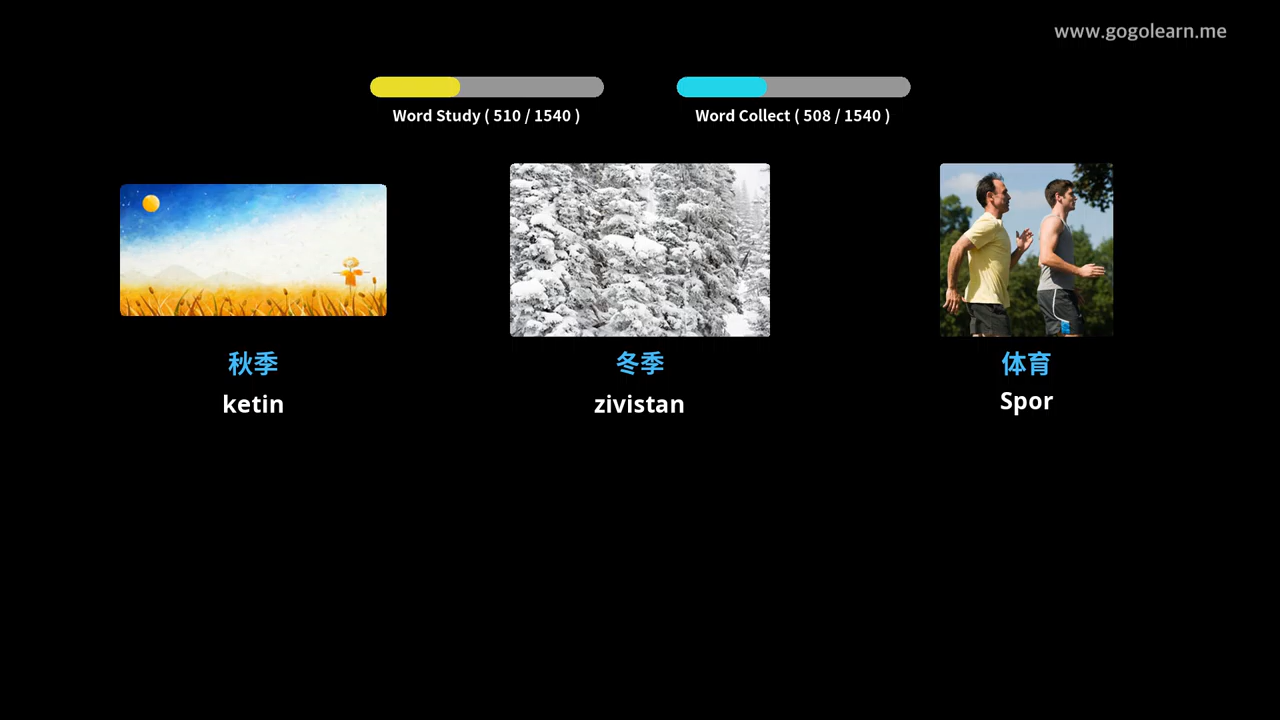 www.gogolearn.me
Word Study ( 510 / 1540 )
Word Collect ( 508 / 1540 )
秋季
ketin
冬季
zivistan
体育
Spor